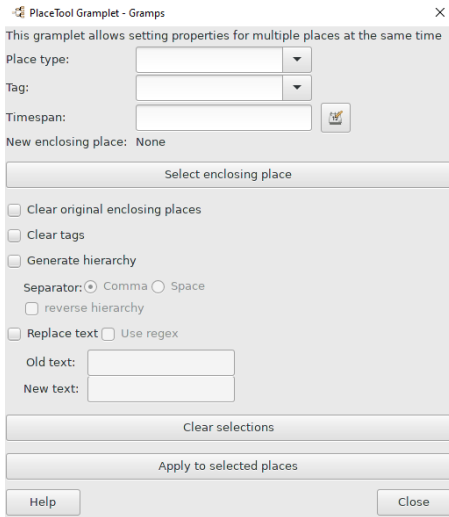 PlaceTool Gramplet - Gramps
This gramplet allows setting properties for multiple places at the same time
Place type:
Tag:
Timespan:
New enclosing place: None
Select enclosing place
Clear original enclosing places
Clear tags
Generate hierarchy
Separator: Comma Space
reverse hierarchy
Replace text Use regex
Old text:
New text:
Clear selections
Apply to selected places
Help Close